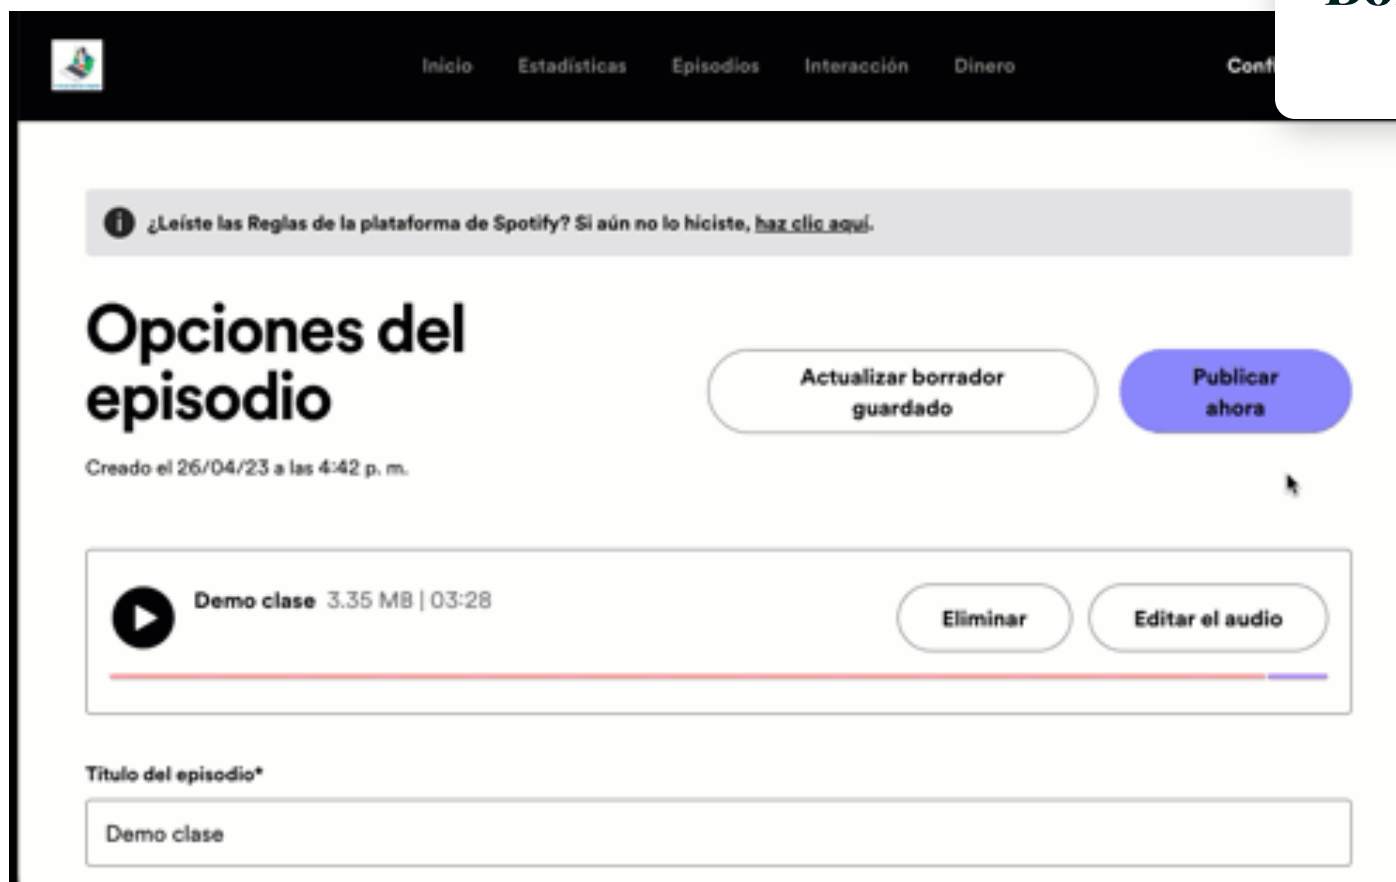 Inicio Estadísticas Episodios Interacción Dinero
¿Leíste las Reglas de la plataforma de Spotify? Si aún no lo hiciste, haz clic aquí.
Opciones del
episodio
Actualizar borrador
guardado
Publicar
ahora
Creado el 26/04/23 a las 4:42 p. m.
Demo clase 3.35 MB | 03:28
Eliminar
Editar el audio
Título del episodio*
Demo clase